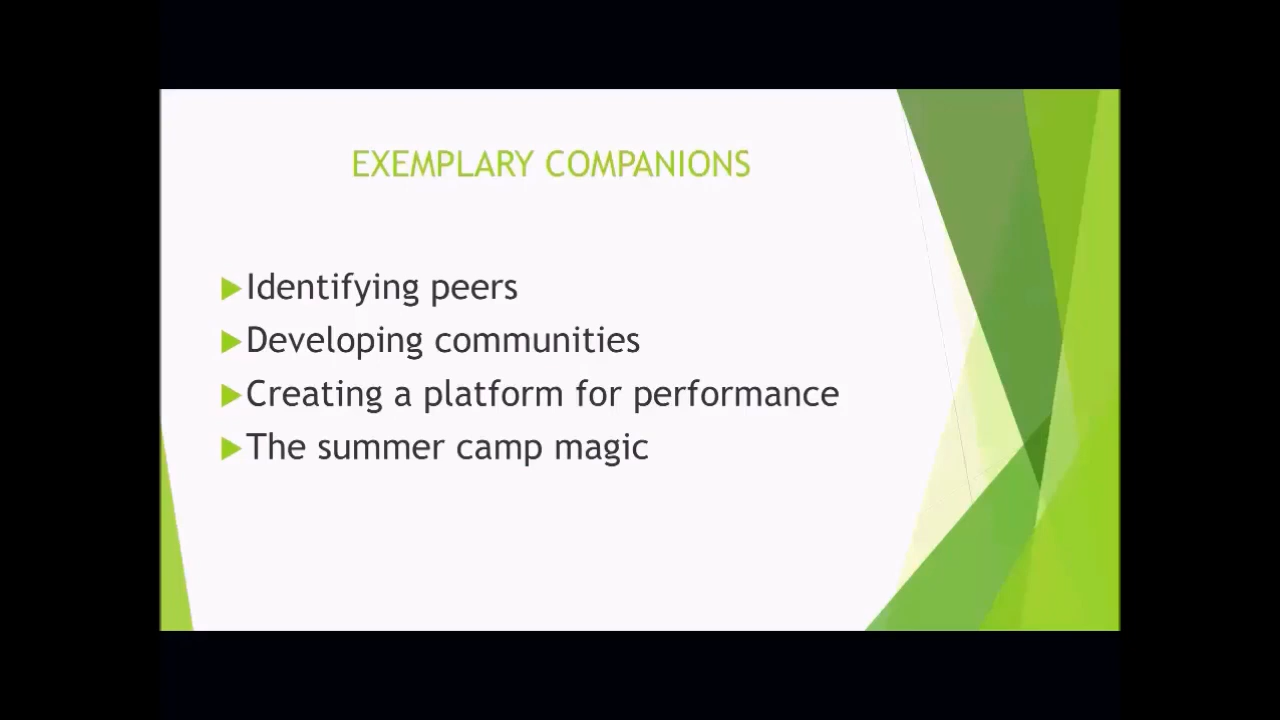 EXEMPLARY COMPANIONS
Identifying peers
Developing communities
Creating a platform for performance
The summer camp magic